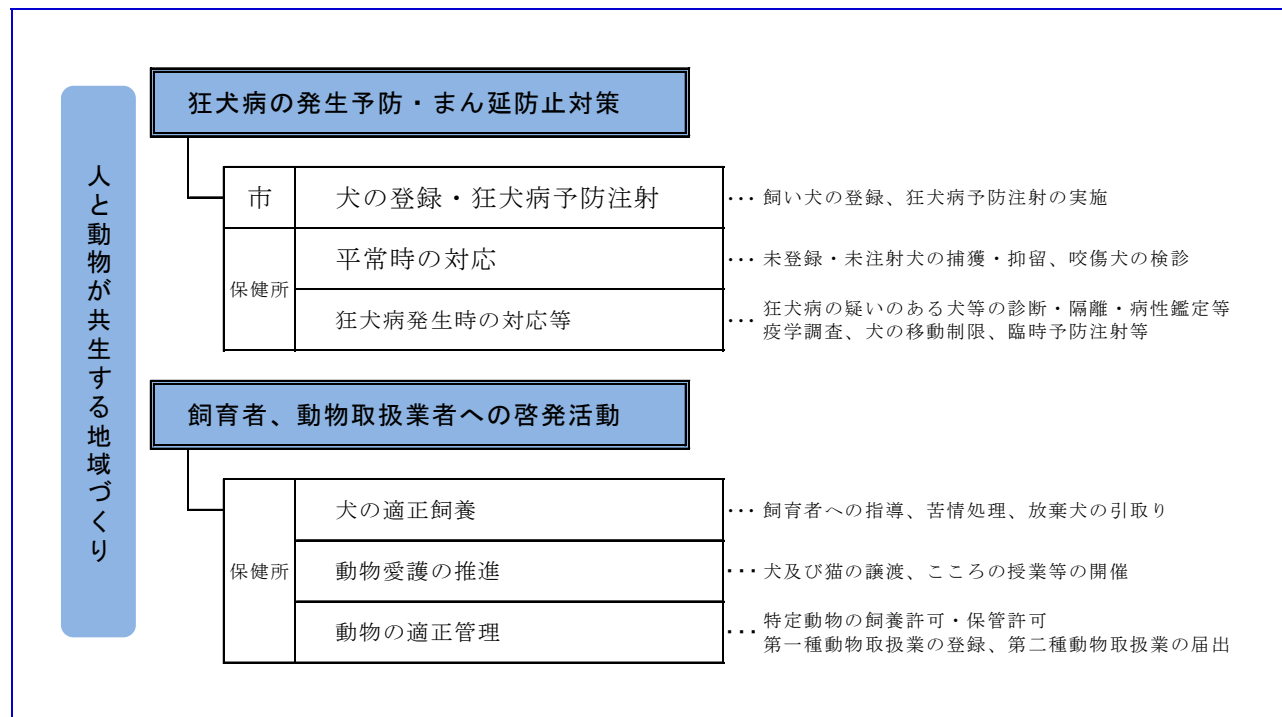 人と動物が共生する地域づくり
狂犬病の発生予防・まん延防止対策
市 犬の登録・狂犬病予防注射 ･･･ 飼い犬の登録、狂犬病予防注射の実施
保健所
平常時の対応 ･･･ 未登録・未注射犬の捕獲・抑留、咬傷犬の検診
狂犬病発生時の対応等 ･･･ 狂犬病の疑いのある犬等の診断・隔離・病性鑑定等
疫学調査、犬の移動制限、臨時予防注射等
飼育者、動物取扱業者への啓発活動
保健所
犬の適正飼養 ･･･ 飼育者への指導、苦情処理、放棄犬の引取り
動物愛護の推進 ･･･ 犬及び猫の譲渡、こころの授業等の開催
動物の適正管理 ･･･ 特定動物の飼養許可・保管許可
第一種動物取扱業の登録、第二種動物取扱業の届出